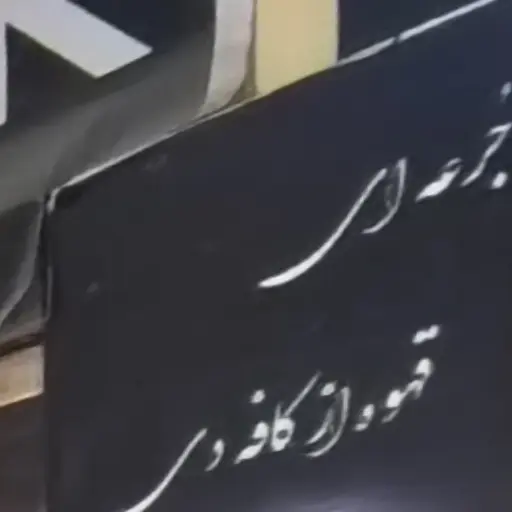 جرعه ای
قهوه از کافه دی